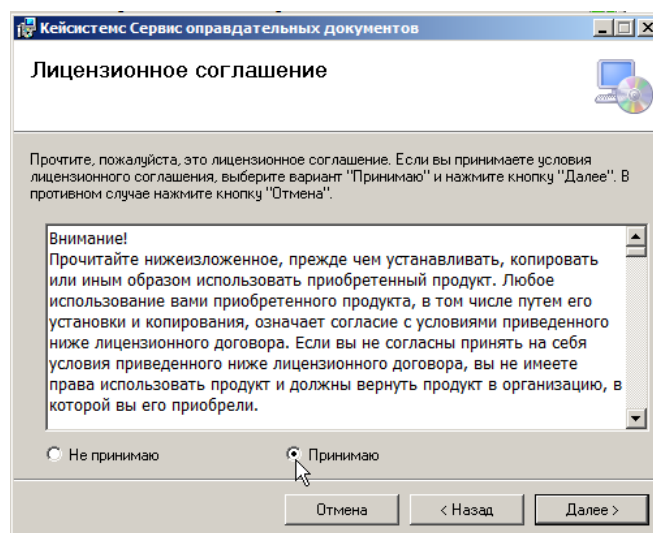 Кейсистемс Сервис оправдательных документов
Лицензионное соглашение
Прочтите, пожалуйста, это лицензионное соглашение. Если вы принимаете условия
лицензионного соглашения, выберите вариант "Принимаю" и нажмите кнопку "Далее". В
противном случае нажмите кнопку "Отмена".
Внимание!
Прочитайте нижеизложенное, прежде чем устанавливать, копировать
или иным образом использовать приобретенный продукт. Любое
использование вами приобретенного продукта, в том числе путем его
установки и копирования, означает согласие с условиями приведенного
ниже лицензионного договора. Если вы не согласны принять на себя
условия приведенного ниже лицензионного договора, вы не имеете
права использовать продукт и должны вернуть продукт в организацию, в
которой вы его приобрели.
Не принимаю
Принимаю
Отмена
< Назад
Далее >